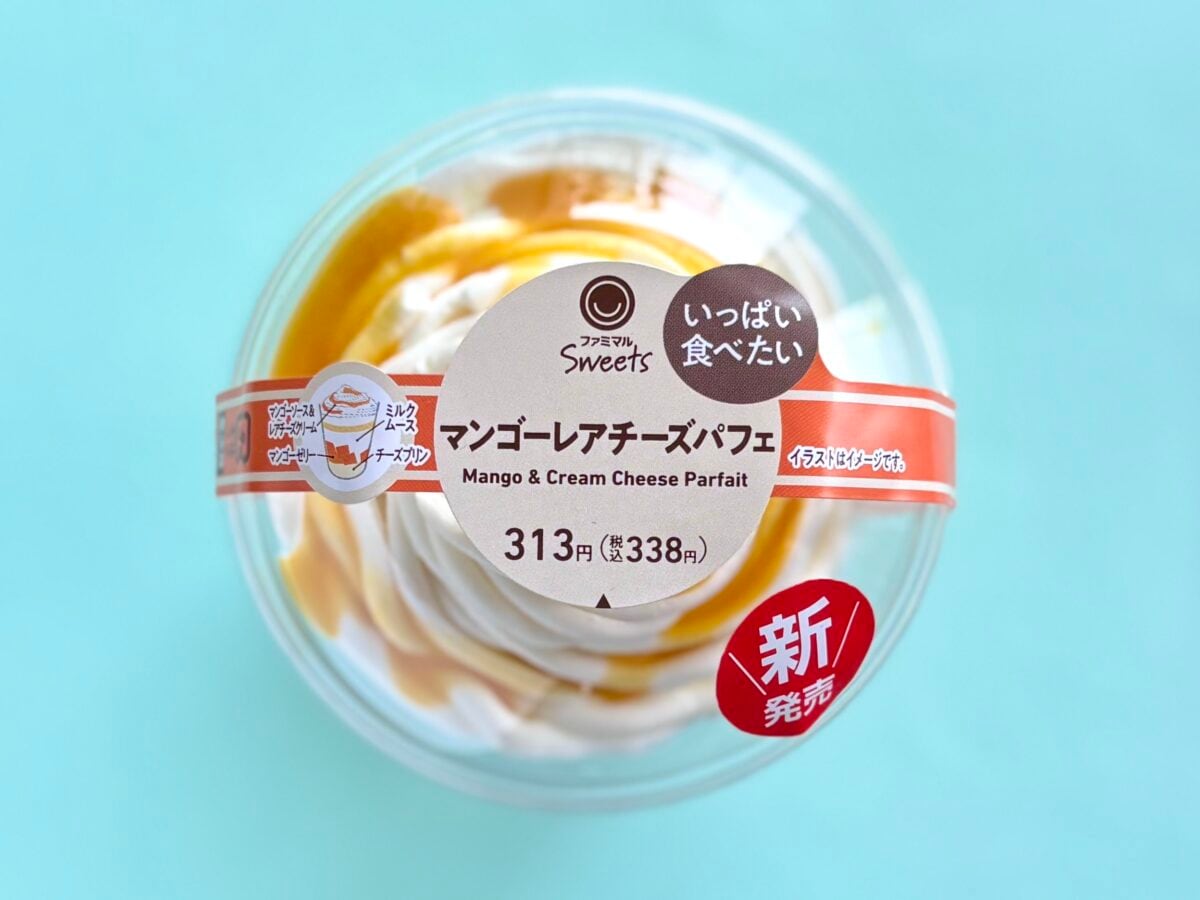 ファミマル
Sweets
いっぱい
食べたい
マンゴーソース&
レアチーズクリーム
ミルク
ムース
マンゴーゼリー
チーズプリン
マンゴーレアチーズパフェ
Mango & Cream Cheese Parfait
イラストはイメージです。
313円(税込338円)
新
発売